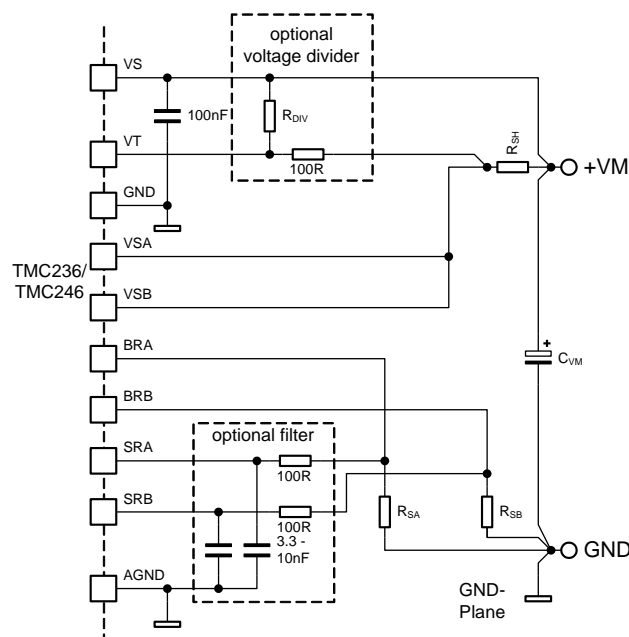 optional
voltage divider
VS
100nF
R_DIV
VT
100R
R_SH
+VM
GND
VSA
TMC236/
TMC246
VSB
BRA
+
C_VM
BRB
optional filter
SRA
100R
SRB
100R
R_SA
R_SB
3.3 -
10nF
GND
AGND
GND-
Plane